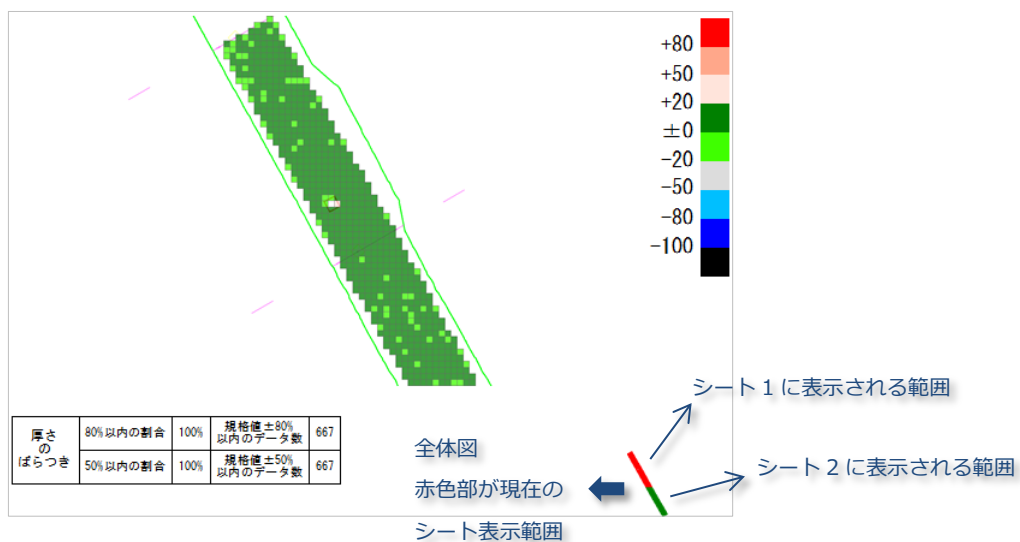 +80
+50
+20
±0
-20
-50
-80
-100
シート1に表示される範囲
厚さ
の
ばらつき
80%以内の割合 100% 規格値±80%
以内のデータ数 667
50%以内の割合 100% 規格値±50%
以内のデータ数 667
全体図
赤色部が現在の
シート表示範囲
シート2に表示される範囲